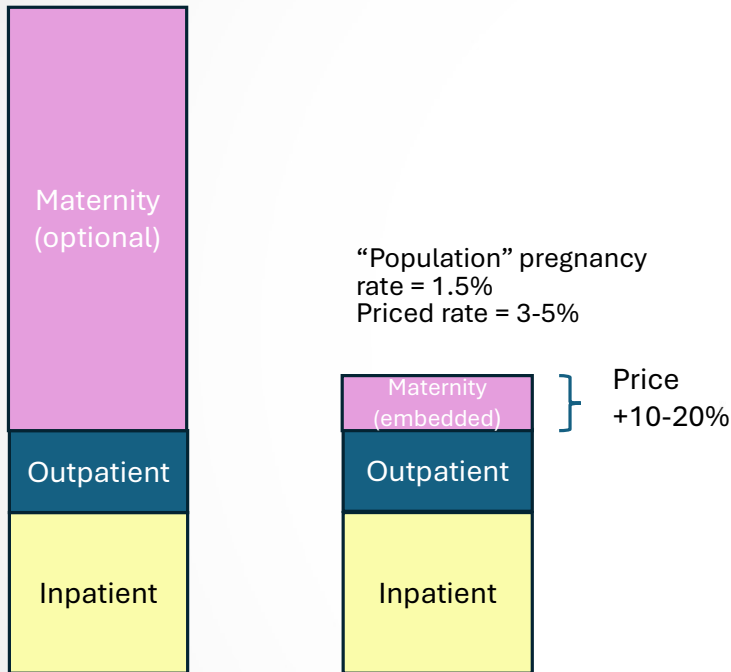 Maternity
(optional)
Outpatient
Inpatient
“Population” pregnancy
rate = 1.5%
Priced rate = 3-5%
Maternity
(embedded)
Outpatient
Inpatient
Price
+10-20%